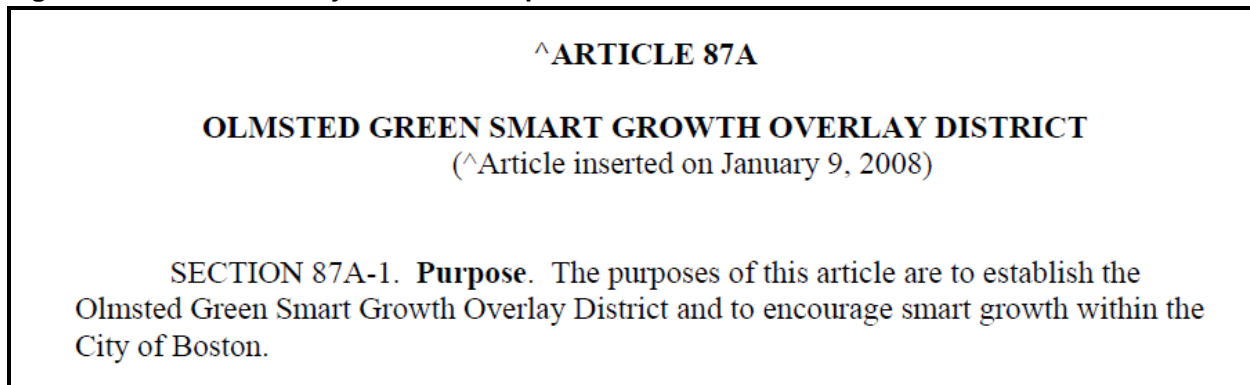 ^ARTICLE 87A
OLMSTED GREEN SMART GROWTH OVERLAY DISTRICT
(^Article inserted on January 9, 2008)
SECTION 87A-1. Purpose. The purposes of this article are to establish the
Olmsted Green Smart Growth Overlay District and to encourage smart growth within the
City of Boston.